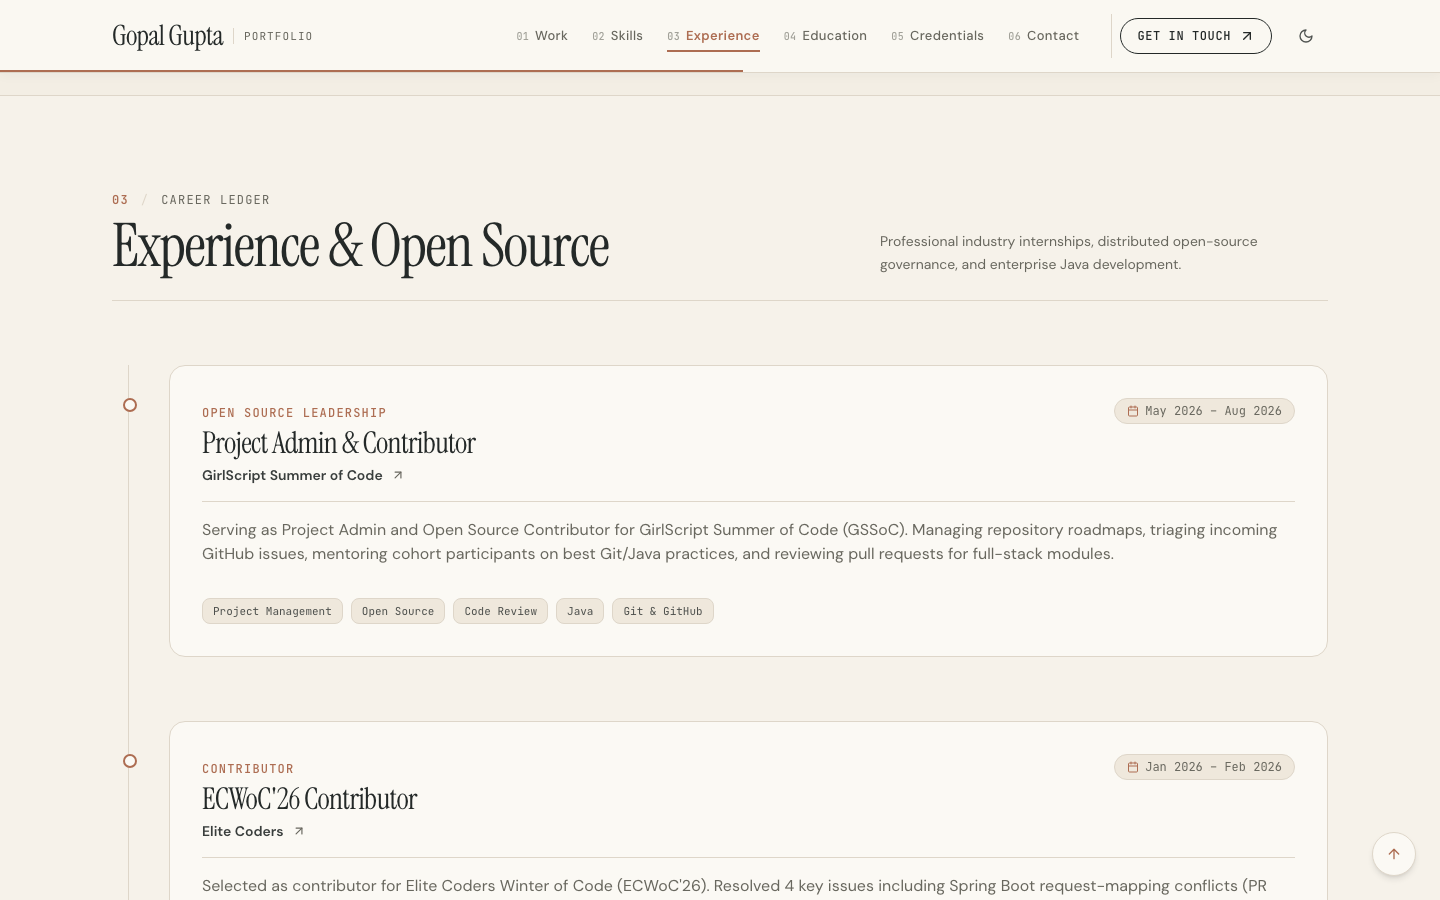 Gopal Gupta PORTFOLIO 01 Work 02 Skills 03 Experience 04 Education 05 Credentials 06 Contact GET IN TOUCH
03 / CAREER LEDGER
Experience & Open Source
Professional industry internships, distributed open-source
governance, and enterprise Java development.
OPEN SOURCE LEADERSHIP
May 2026 – Aug 2026
Project Admin & Contributor
GirlScript Summer of Code
Serving as Project Admin and Open Source Contributor for GirlScript Summer of Code (GSSoC). Managing repository roadmaps, triaging incoming
GitHub issues, mentoring cohort participants on best Git/Java practices, and reviewing pull requests for full-stack modules.
Project Management Open Source Code Review Java Git & GitHub
CONTRIBUTOR
Jan 2026 – Feb 2026
ECWoC'26 Contributor
Elite Coders
Selected as contributor for Elite Coders Winter of Code (ECWoC'26). Resolved 4 key issues including Spring Boot request-mapping conflicts (PR